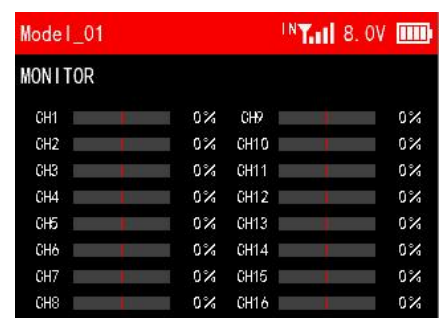 Model_01 IN 8.0V
MONITOR
CH1 0% CH9 0%
CH2 0% CH10 0%
CH3 0% CH11 0%
CH4 0% CH12 0%
CH5 0% CH13 0%
CH6 0% CH14 0%
CH7 0% CH15 0%
CH8 0% CH16 0%